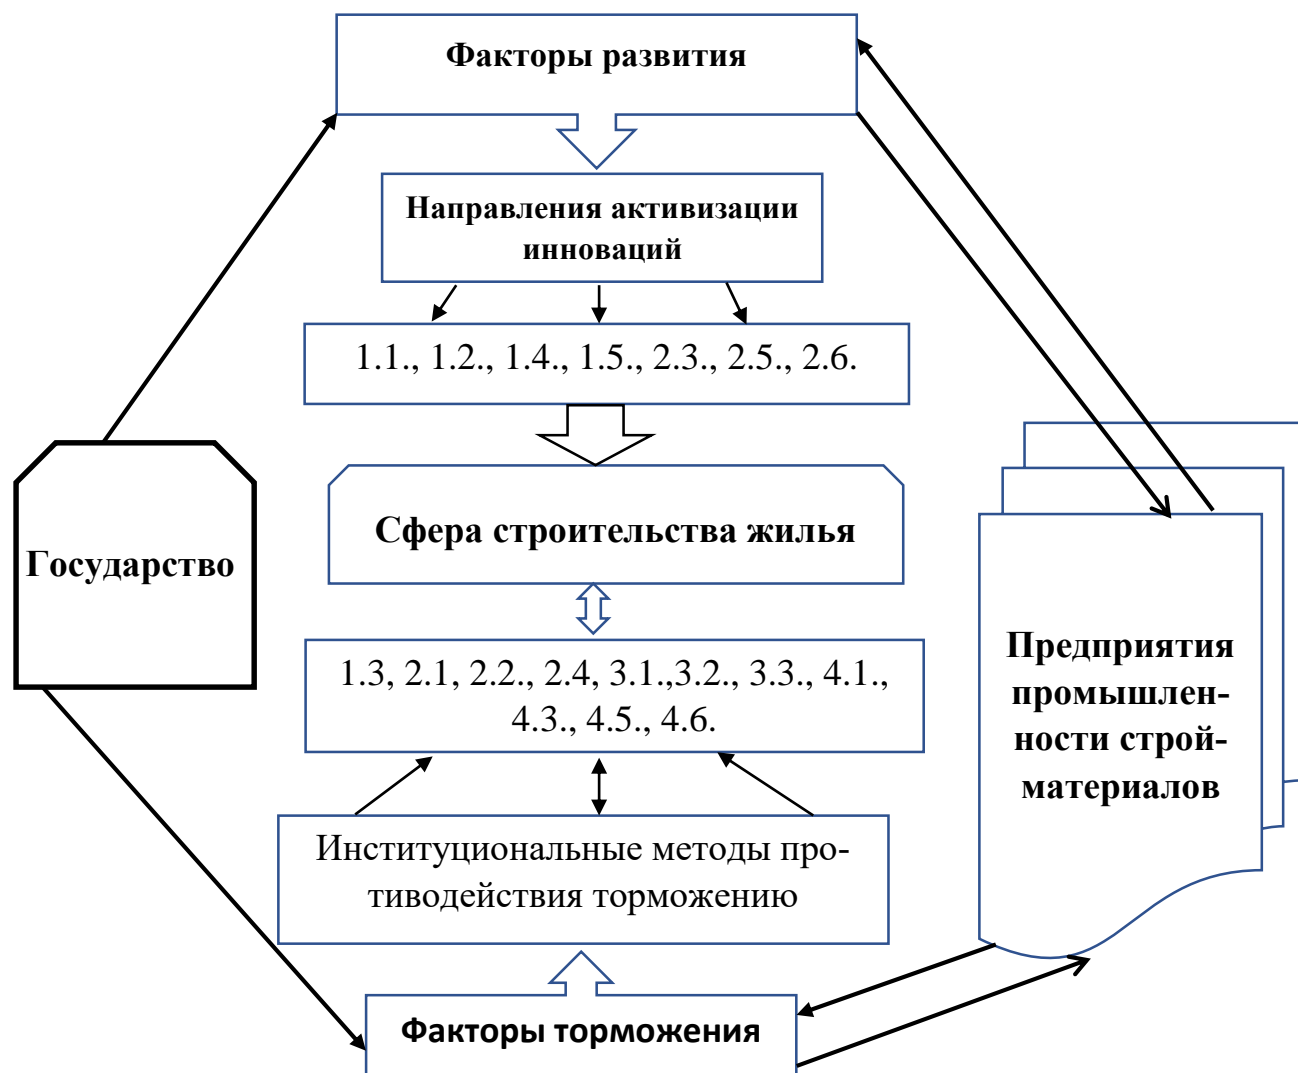 Факторы развития
Направления активизации
инноваций
1.1., 1.2., 1.4., 1.5., 2.3., 2.5., 2.6.
Сфера строительства жилья
Государство
1.3, 2.1, 2.2., 2.4, 3.1.,3.2., 3.3., 4.1.,
4.3., 4.5., 4.6.
Предприятия
промышлен-
ности строй-
материалов
Институциональные методы про-
тиводействия торможению
Факторы торможения